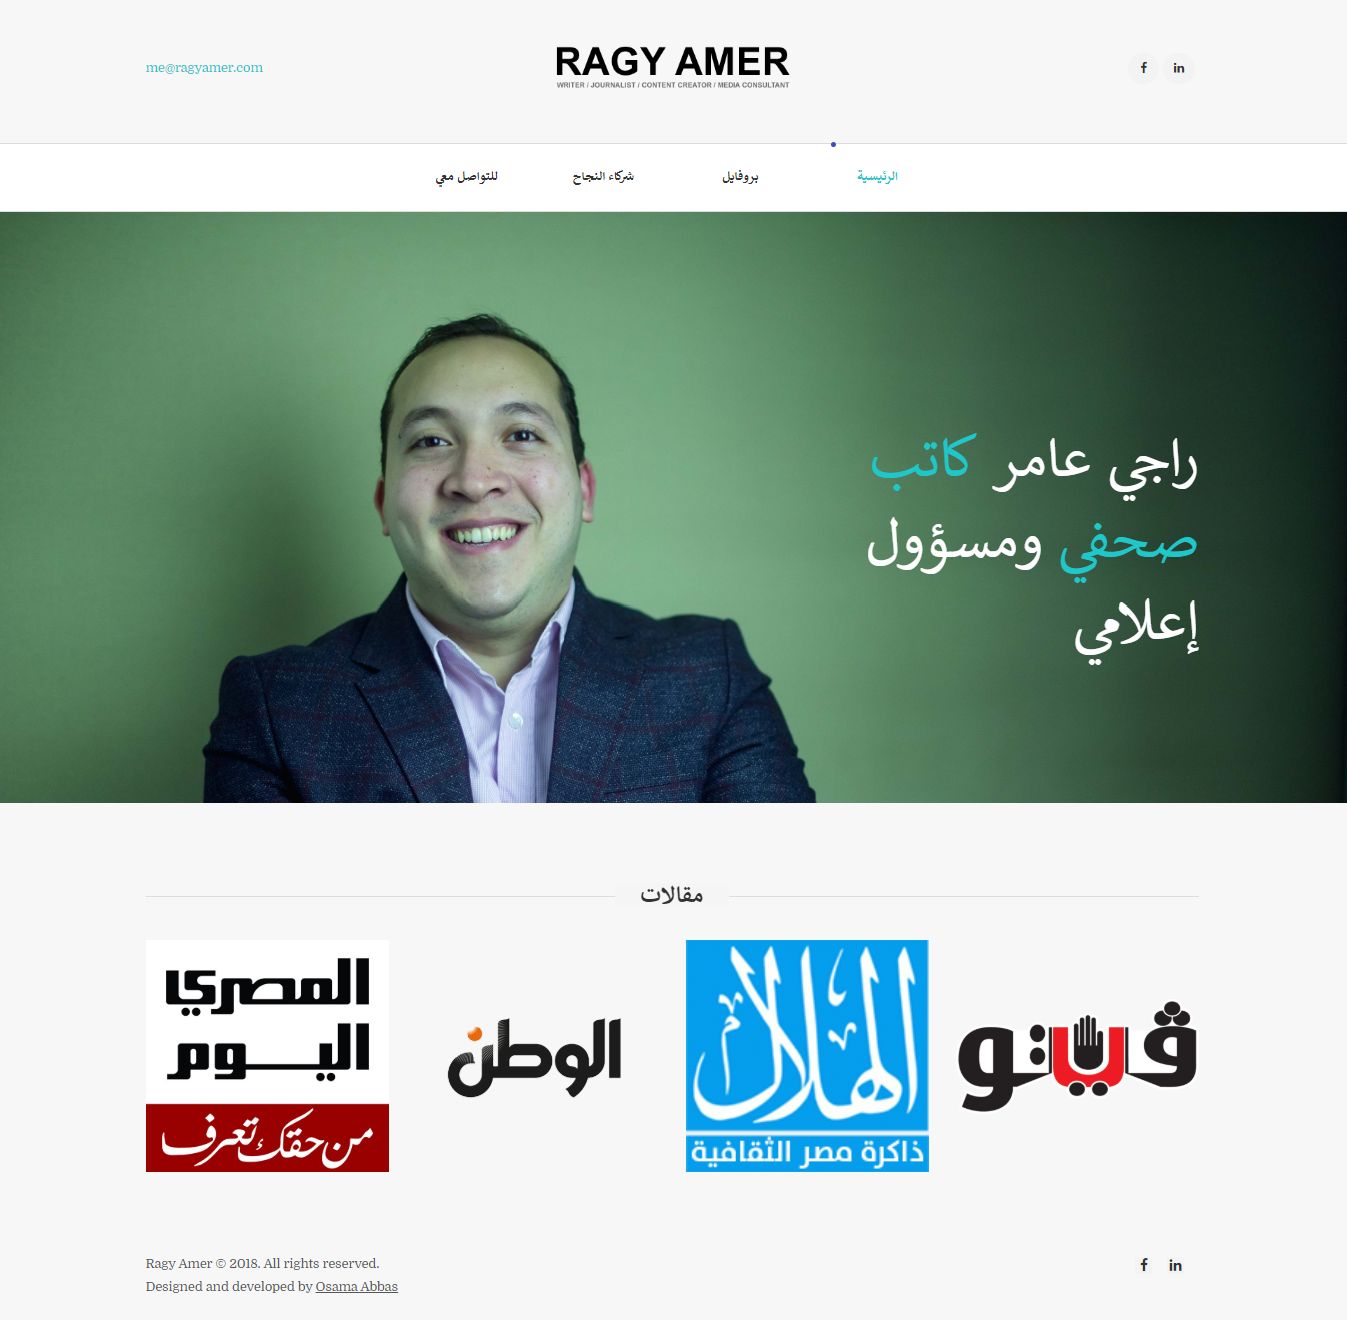 me@ragyamer.com
RAGY AMER
WRITER / JOURNALIST / CONTENT CREATOR / MEDIA CONSULTANT
f
in
الرئيسية
بروفايل
شركاء النجاح
للتواصل معي
راجي عامر كاتب
صحفي ومسؤول
إعلامي
مقالات
ڤيتو
الهلال
ذاكرة مصر الثقافية
الوطن
المصري
اليوم
من حقك تعرف
Ragy Amer © 2018. All rights reserved.
Designed and developed by Osama Abbas
f
in